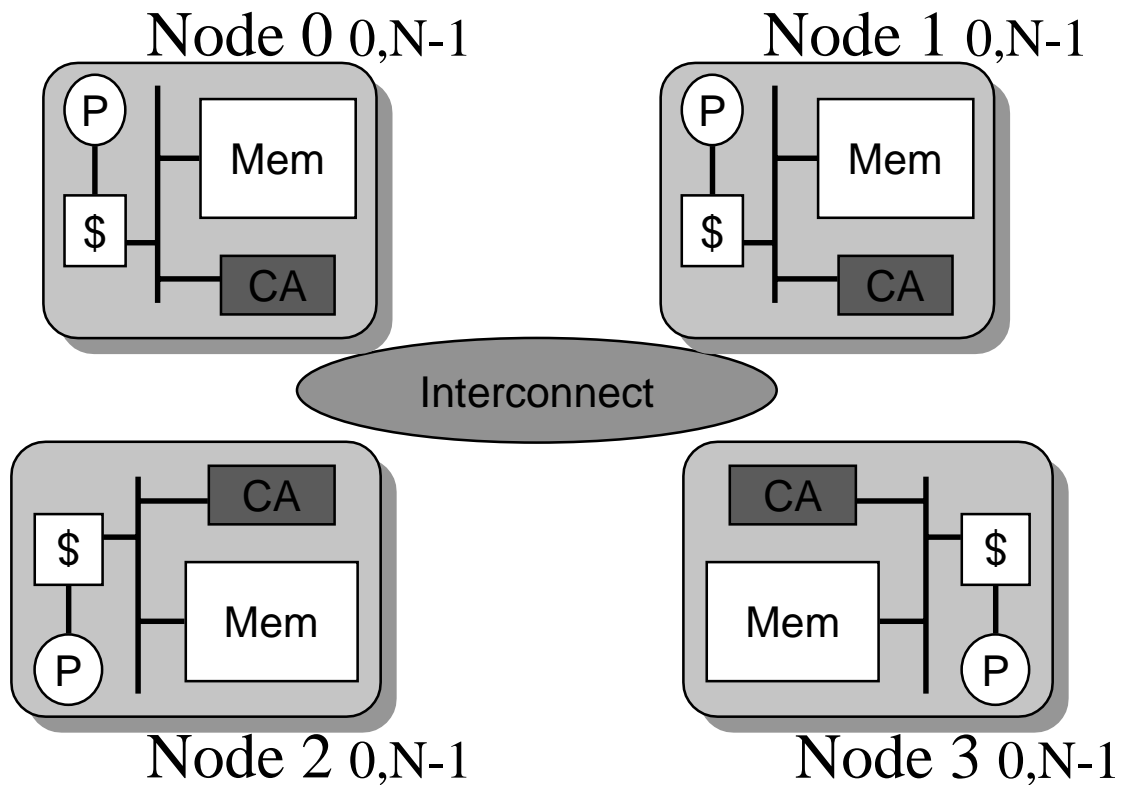 Node 0 0,N-1
Node 1 0,N-1
P
Mem
$
CA
P
Mem
$
CA
Interconnect
CA
$
Mem
P
CA
$
Mem
P
Node 2 0,N-1
Node 3 0,N-1